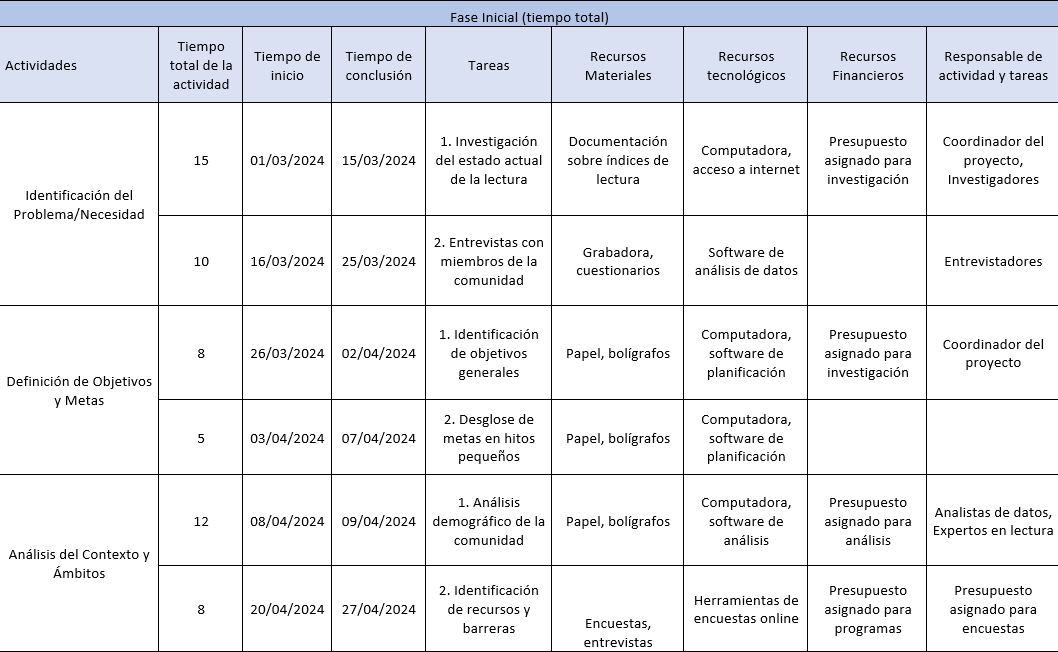 Fase Inicial (tiempo total)
Actividades
Tiempo
total de la
actividad
Tiempo de
inicio
Tiempo de
conclusión
Tareas
Recursos
Materiales
Recursos
tecnológicos
Recursos
Financieros
Responsable de
actividad y tareas
Identificación del
Problema/Necesidad
15
01/03/2024
15/03/2024
1. Investigación
del estado actual
de la lectura
Documentación
sobre índices de
lectura
Computadora,
acceso a internet
Presupuesto
asignado para
investigación
Coordinador del
proyecto,
Investigadores
10
16/03/2024
25/03/2024
2. Entrevistas con
miembros de la
comunidad
Grabadora,
cuestionarios
Software de
análisis de datos
Entrevistadores
Definición de Objetivos
y Metas
8
26/03/2024
02/04/2024
1. Identificación
de objetivos
generales
Papel, bolígrafos
Computadora,
software de
planificación
Presupuesto
asignado para
investigación
Coordinador del
proyecto
5
03/04/2024
07/04/2024
2. Desglose de
metas en hitos
pequeños
Papel, bolígrafos
Computadora,
software de
planificación
Análisis del Contexto y
Ámbitos
12
08/04/2024
09/04/2024
1. Análisis
demográfico de la
comunidad
Papel, bolígrafos
Computadora,
software de
análisis
Presupuesto
asignado para
análisis
Analistas de datos,
Expertos en lectura
8
20/04/2024
27/04/2024
2. Identificación
de recursos y
barreras
Encuestas,
entrevistas
Herramientas de
encuestas online
Presupuesto
asignado para
programas
Presupuesto
asignado para
encuestas